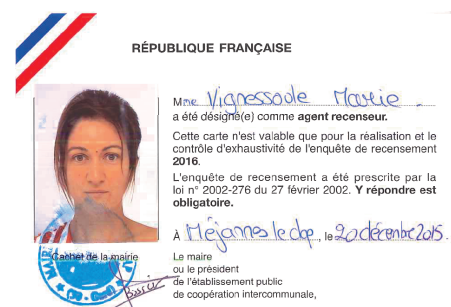 RÉPUBLIQUE FRANÇAISE
Mme Vignessoule Marie
a été désigné(e) comme agent recenseur.
Cette carte n'est valable que pour la réalisation et le
contrôle d'exhaustivité de l'enquête de recensement
2016.
L'enquête de recensement a été prescrite par la
loi n° 2002-276 du 27 février 2002. Y répondre est
obligatoire.
À Méjannes le clap, le 20 décembre 2015.
Cachet de la mairie
Le maire
ou le président
de l'établissement public
de coopération intercommunale,